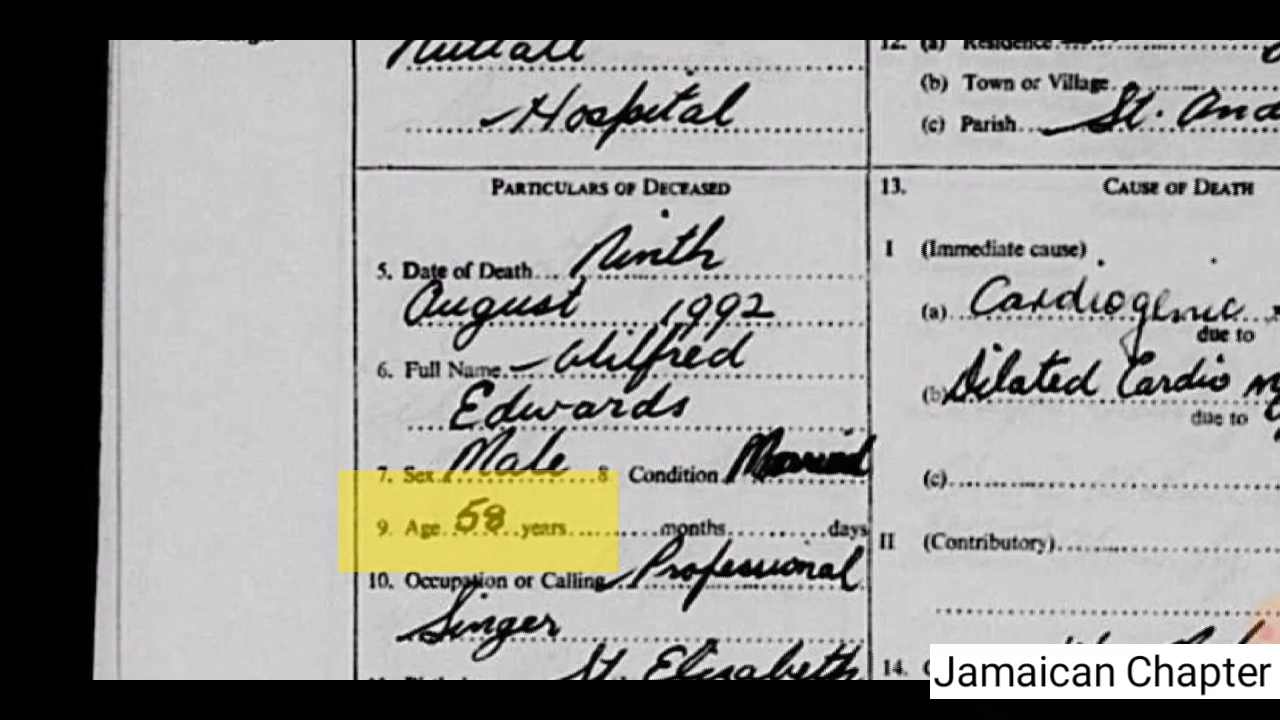 Nuttall
Hospital
PARTICULARS OF DECEASED
5. Date of Death Ninth
August 1992
6. Full Name Wilfred
Edwards
7. Sex Male 8 Condition Married
9. Age 58 years months days
10. Occupation or Calling Professional
Singer
St. Elizabeth
12. (a) Residence
(b) Town or Village
(c) Parish St.
13. CAUSE OF DEATH
I (Immediate cause)
(a) Cardiogenic
due to
(b) Dilated Cardio
due to
(c)
II (Contributory)
14.
Jamaican Chapter